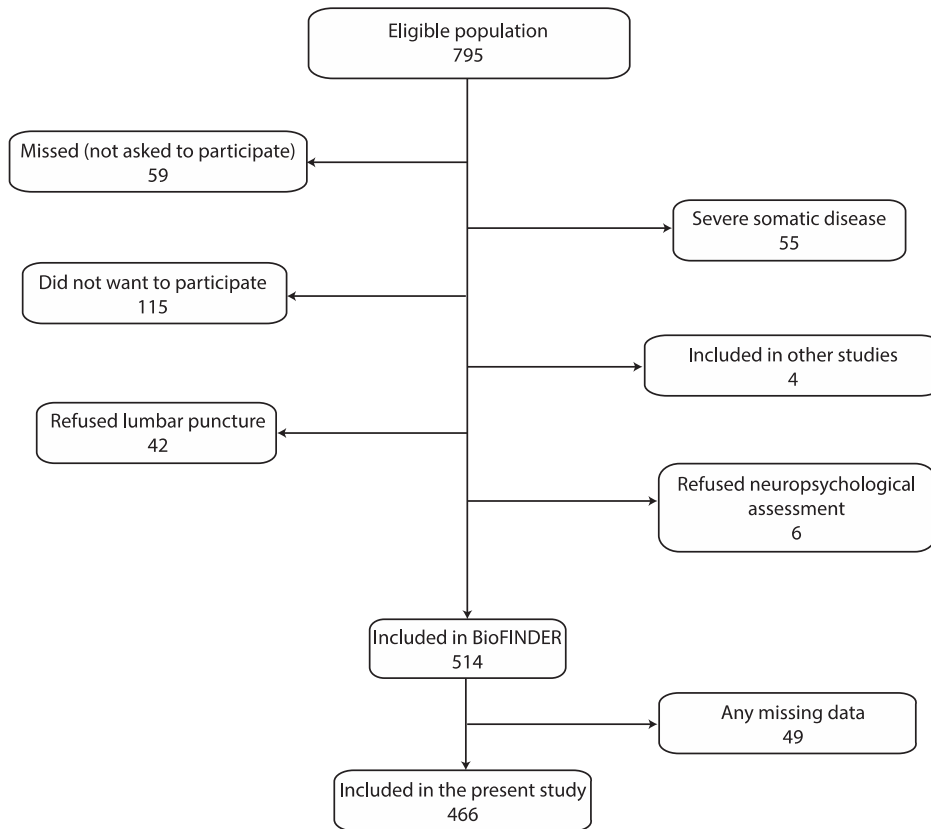 Eligible population
795
Missed (not asked to participate)
59
Severe somatic disease
55
Did not want to participate
115
Included in other studies
4
Refused lumbar puncture
42
Refused neuropsychological
assessment
6
Included in BioFINDER
514
Any missing data
49
Included in the present study
466